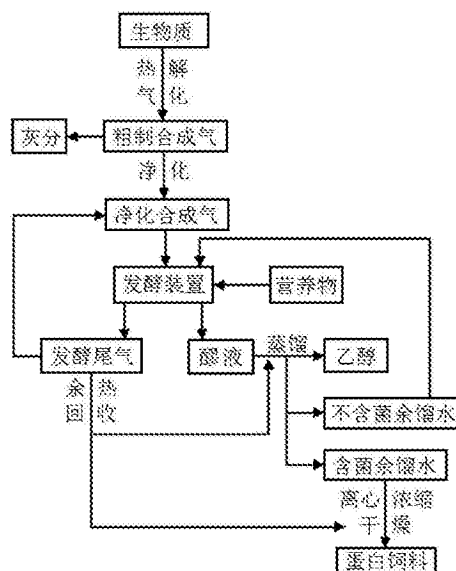 生物质
热解
气化
灰分
粗制合成气
净化
净化合成气
发酵装置
营养物
发酵尾气
醪液
蒸馏
乙醇
余热
回收
不含菌余馏水
含菌余馏水
离心浓缩
干燥
蛋白饲料